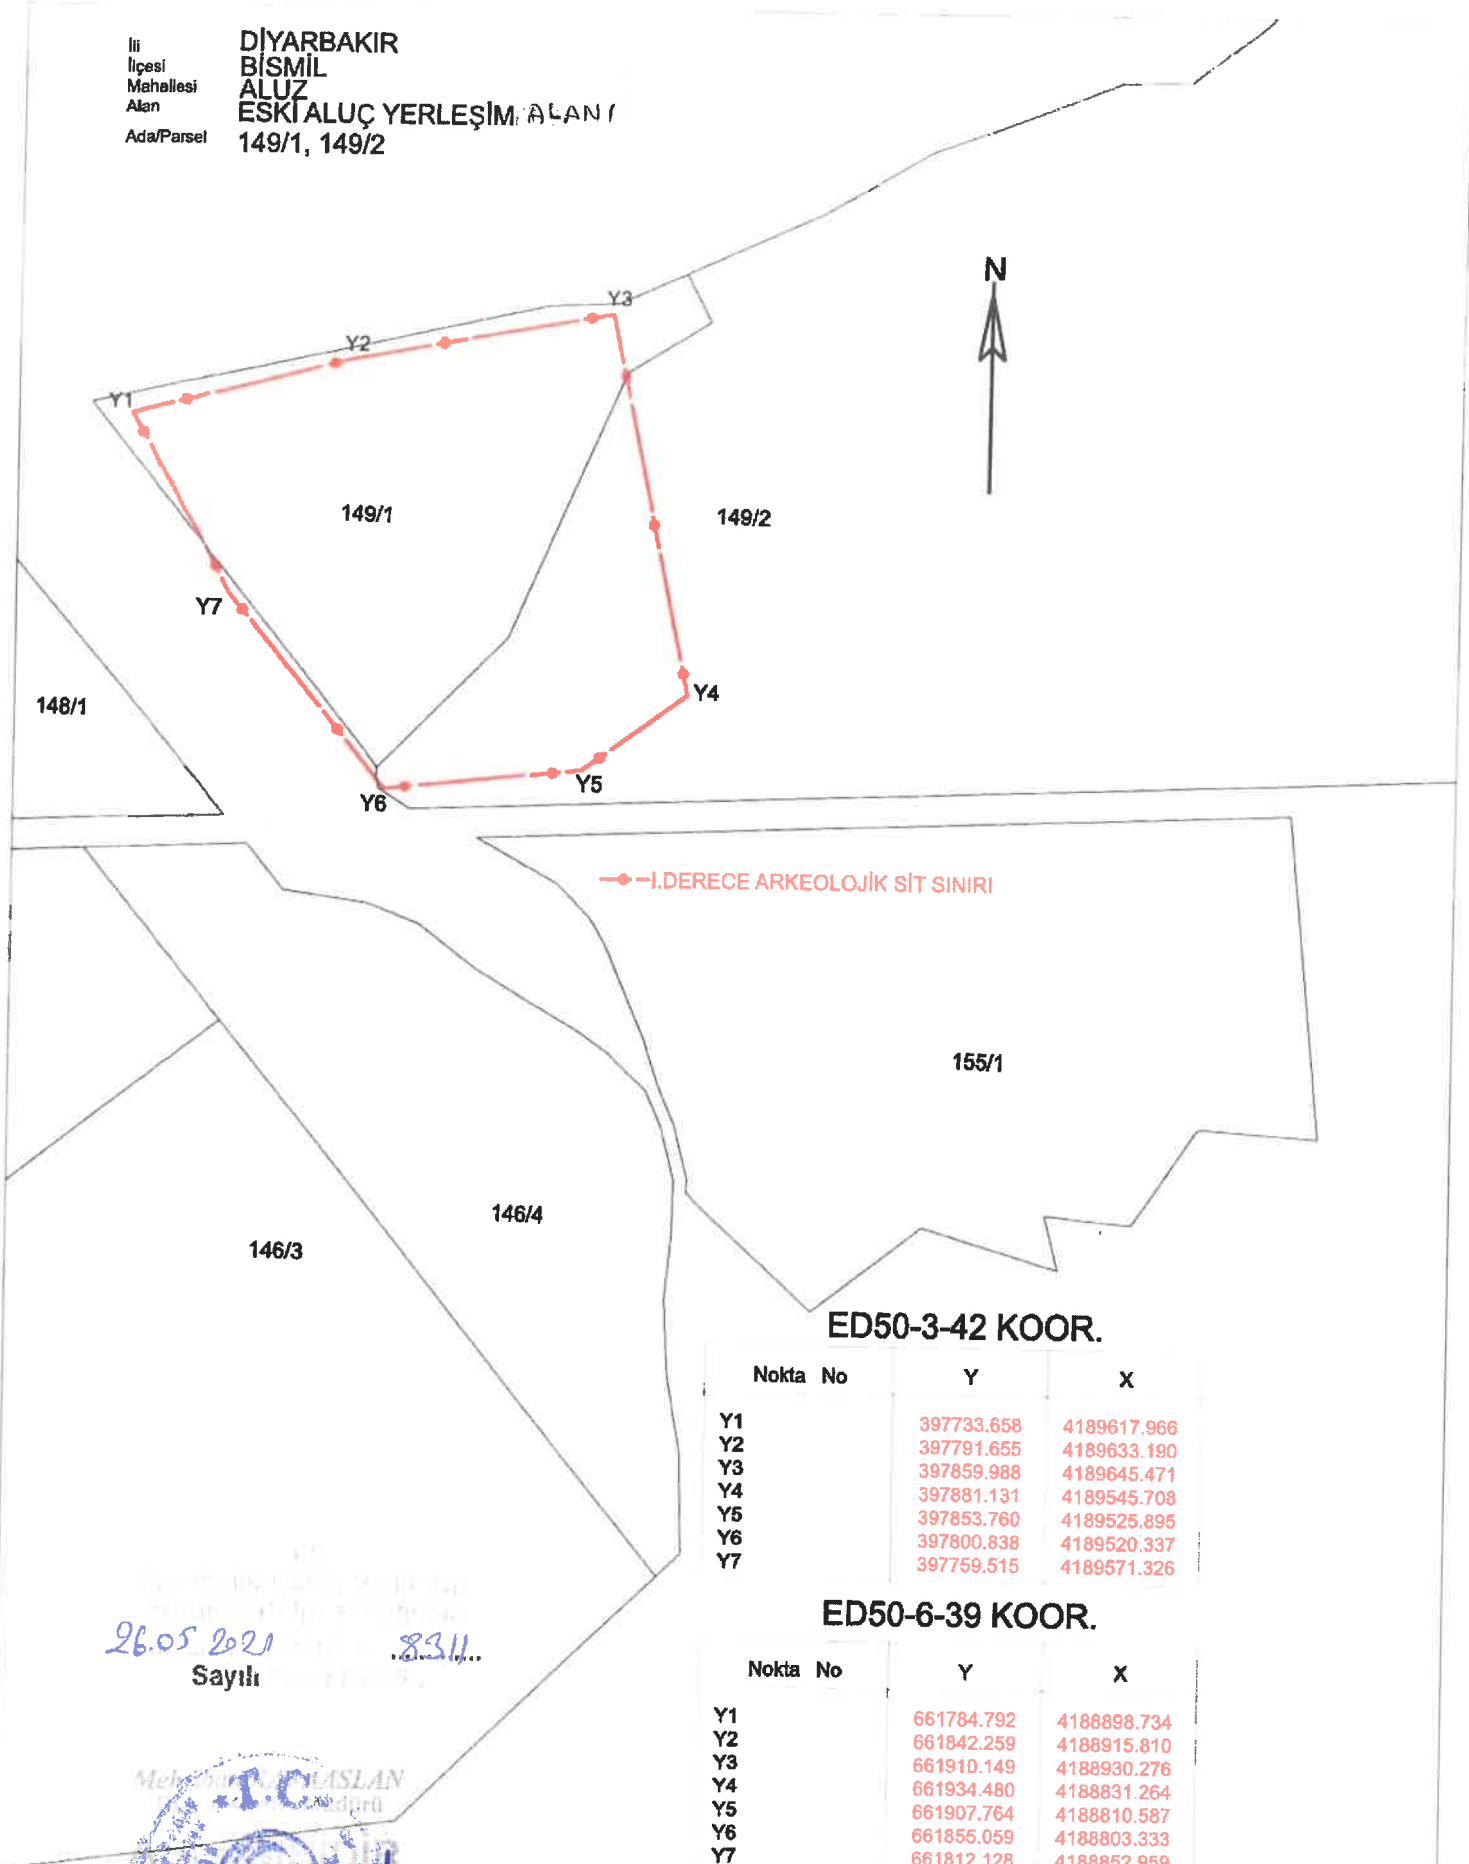 İli DİYARBAKIR
İlçesi BİSMİL
Mahallesi ALUZ
Alan ESKİ ALUÇ YERLEŞİM ALANI
Ada/Parsel 149/1, 149/2
N
Y3
Y2
Y1
149/1
149/2
Y7
148/1
Y4
Y5
Y6
I.DERECE ARKEOLOJİK SİT SINIRI
155/1
146/4
146/3
ED50-3-42 KOOR.
Nokta No Y X
Y1 397733.658 4189617.966
Y2 397791.655 4189633.190
Y3 397859.988 4189645.471
Y4 397881.131 4189545.708
Y5 397853.760 4189525.895
Y6 397800.838 4189520.337
Y7 397759.515 4189571.326
26.05 2021 8311
Sayılı
ED50-6-39 KOOR.
Nokta No Y X
Y1 661784.792 4188898.734
Y2 661842.259 4188915.810
Y3 661910.149 4188930.276
Y4 661934.480 4188831.264
Y5 661907.764 4188810.587
Y6 661855.059 4188803.333
Y7 661812.128 4188852.959
T.C.